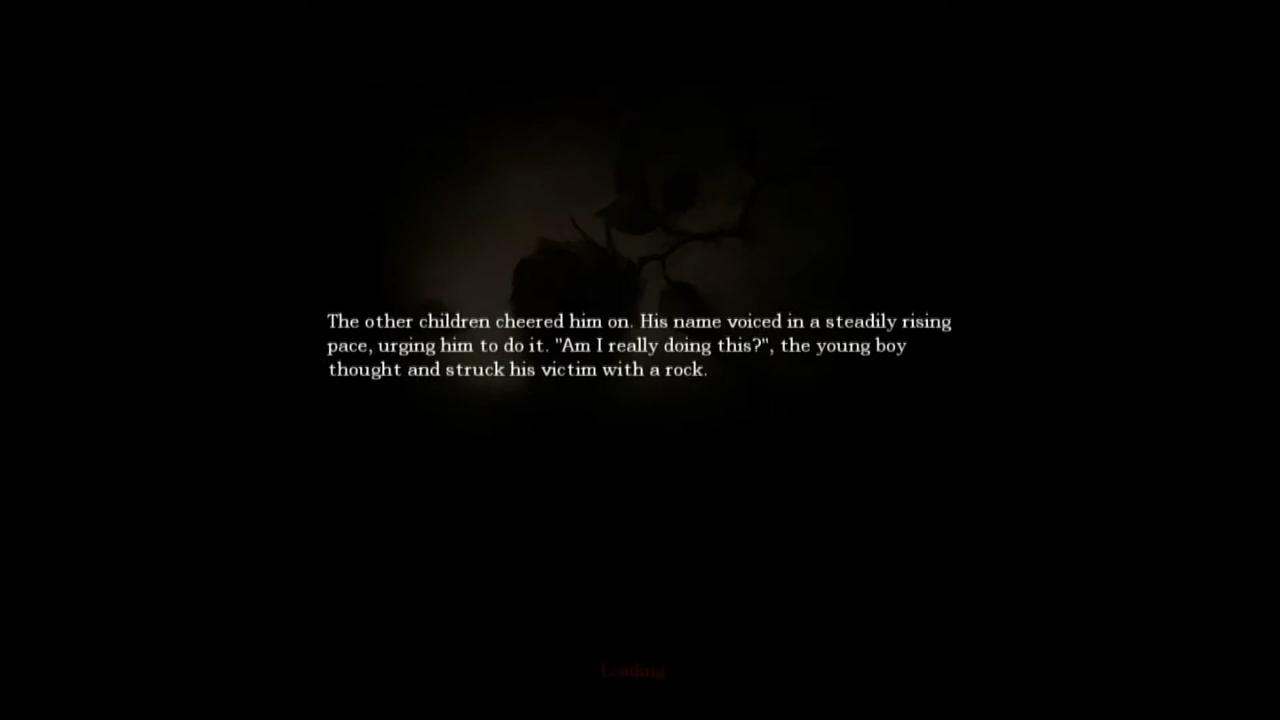 The other children cheered him on. His name voiced in a steadily rising
pace, urging him to do it. "Am I really doing this?", the young boy
thought and struck his victim with a rock.
Loading...